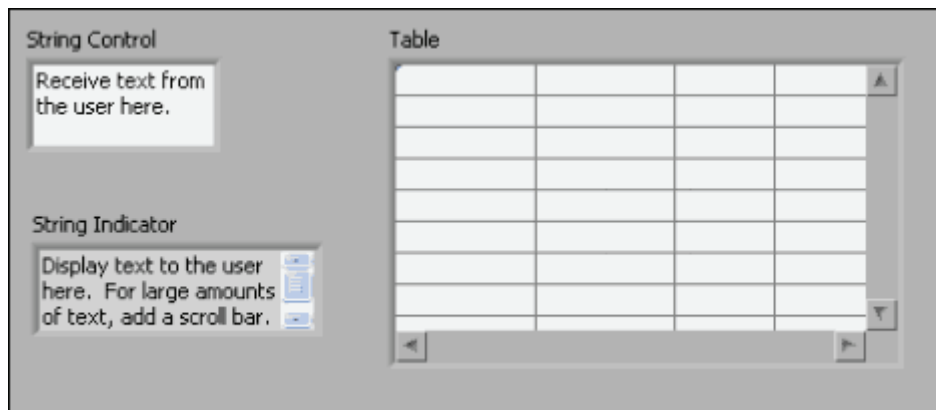 String Control
Receive text from
the user here.
String Indicator
Display text to the user
here.  For large amounts
of text, add a scroll bar.
Table